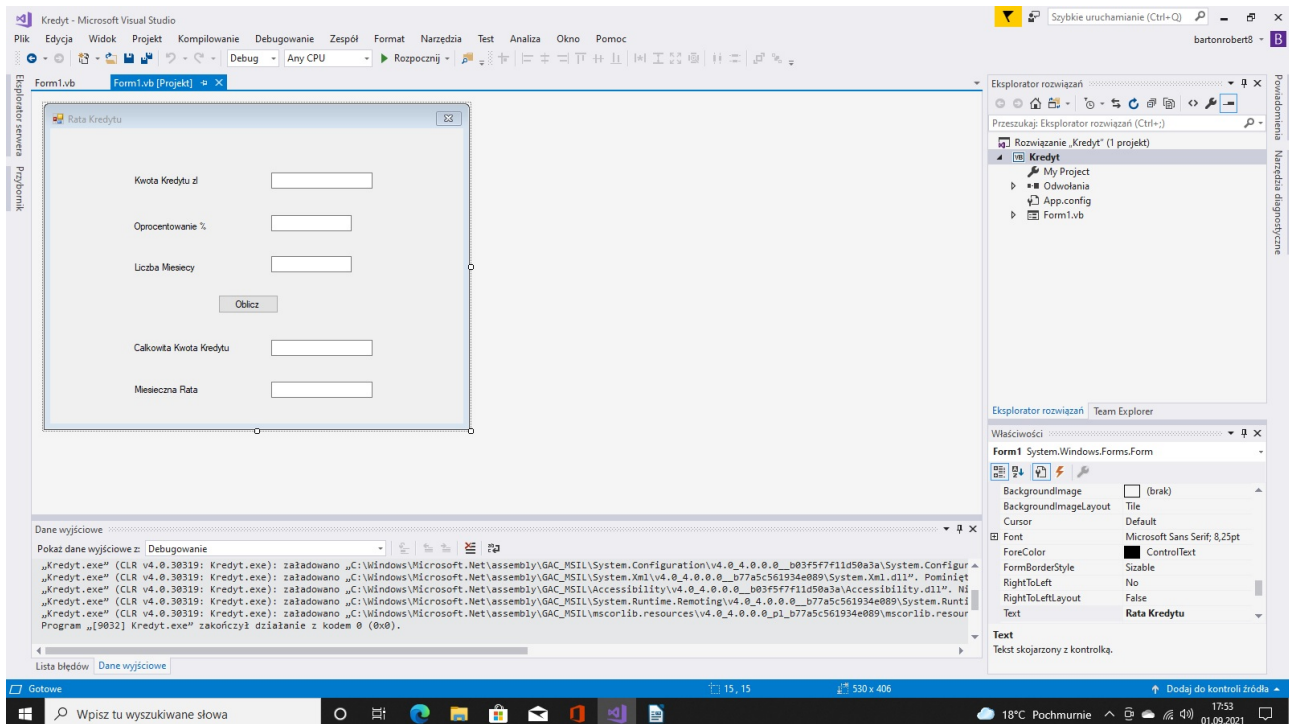 Kredyt - Microsoft Visual Studio
Szybkie uruchamianie (Ctrl+Q)
Plik Edycja Widok Projekt Kompilowanie Debugowanie Zespół Format Narzędzia Test Analiza Okno Pomoc
bartonrobert8 B
Debug Any CPU Rozpocznij
Eksplorator serwera
Przybornik
Form1.vb Form1.vb [Projekt]
Rata Kredytu
Kwota Kredytu zl
Oprocentowanie %
Liczba Miesiecy
Oblicz
Calkowita Kwota Kredytu
Miesieczna Rata
Eksplorator rozwiązań
Przeszukaj: Eksplorator rozwiązań (Ctrl+;)
Rozwiązanie „Kredyt" (1 projekt)
VB Kredyt
My Project
Odwołania
App.config
Form1.vb
Eksplorator rozwiązań Team Explorer
Powiadomienia
Narzędzia diagnostyczne
Właściwości
Form1 System.Windows.Forms.Form
BackgroundImage (brak)
BackgroundImageLayout Tile
Cursor Default
Font Microsoft Sans Serif; 8,25pt
ForeColor ControlText
FormBorderStyle Sizable
RightToLeft No
RightToLeftLayout False
Text Rata Kredytu
Text
Tekst skojarzony z kontrolką.
Dane wyjściowe
Pokaż dane wyjściowe z: Debugowanie
„Kredyt.exe" (CLR v4.0.30319: Kredyt.exe): załadowano „C:\Windows\Microsoft.Net\assembly\GAC_MSIL\System.Configuration\v4.0_4.0.0.0__b03f5f7f11d50a3a\System.Configur
„Kredyt.exe" (CLR v4.0.30319: Kredyt.exe): załadowano „C:\Windows\Microsoft.Net\assembly\GAC_MSIL\System.Xml\v4.0_4.0.0.0__b77a5c561934e089\System.Xml.dll". Pominięt
„Kredyt.exe" (CLR v4.0.30319: Kredyt.exe): załadowano „C:\Windows\Microsoft.Net\assembly\GAC_MSIL\Accessibility\v4.0_4.0.0.0__b03f5f7f11d50a3a\Accessibility.dll". Ni
„Kredyt.exe" (CLR v4.0.30319: Kredyt.exe): załadowano „C:\Windows\Microsoft.Net\assembly\GAC_MSIL\System.Runtime.Remoting\v4.0_4.0.0.0__b77a5c561934e089\System.Runti
„Kredyt.exe" (CLR v4.0.30319: Kredyt.exe): załadowano „C:\Windows\Microsoft.Net\assembly\GAC_MSIL\mscorlib.resources\v4.0_4.0.0.0_pl_b77a5c561934e089\mscorlib.resour
Program „[9032] Kredyt.exe" zakończył działanie z kodem 0 (0x0).
Lista błędów Dane wyjściowe
Gotowe 15, 15 530 x 406 Dodaj do kontroli źródła
Wpisz tu wyszukiwane słowa
18°C Pochmurnie
17:53
01.09.2021